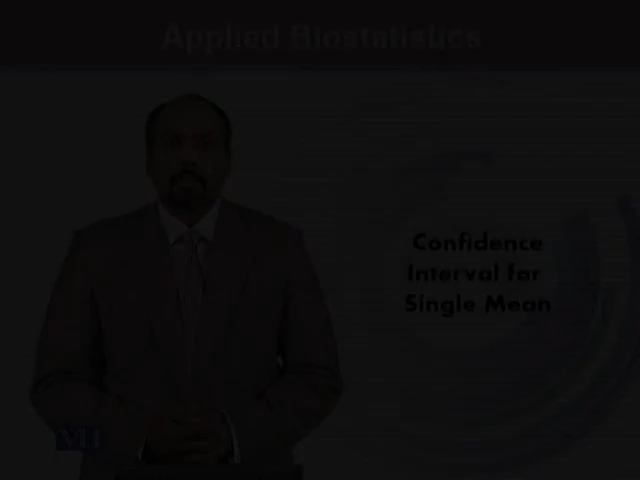 Applied Biostatistics
Confidence
Interval for
Single Mean